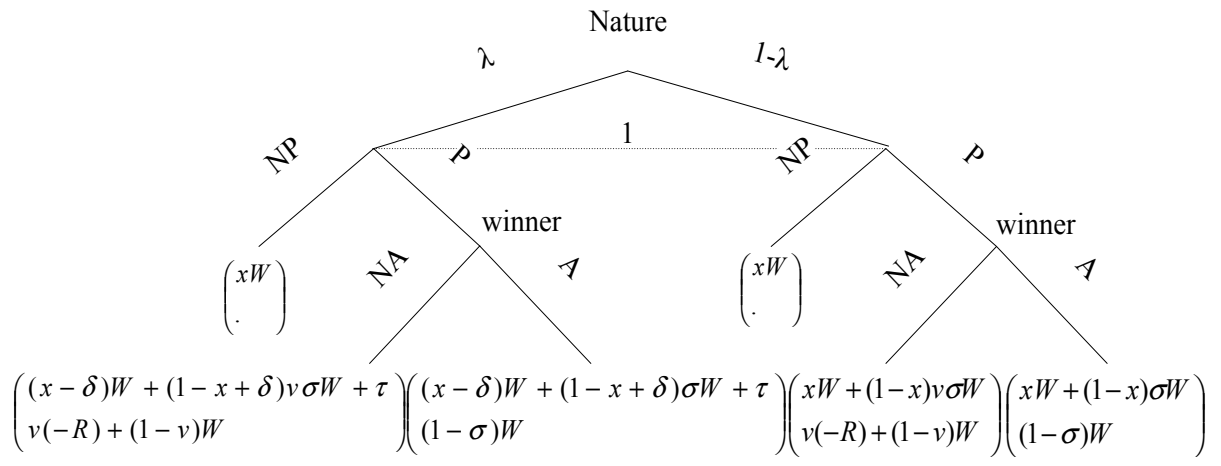 Nature
λ 1-λ
NP P 1 NP P
winner winner
(xW .) NA A (xW .) NA A
((x − δ)W + (1 − x + δ)vσW + τ) ((x − δ)W + (1 − x + δ)σW + τ) (xW + (1 − x)vσW) (xW + (1 − x)σW)
(v(−R) + (1 − v)W) ((1 − σ)W) (v(−R) + (1 − v)W) ((1 − σ)W)